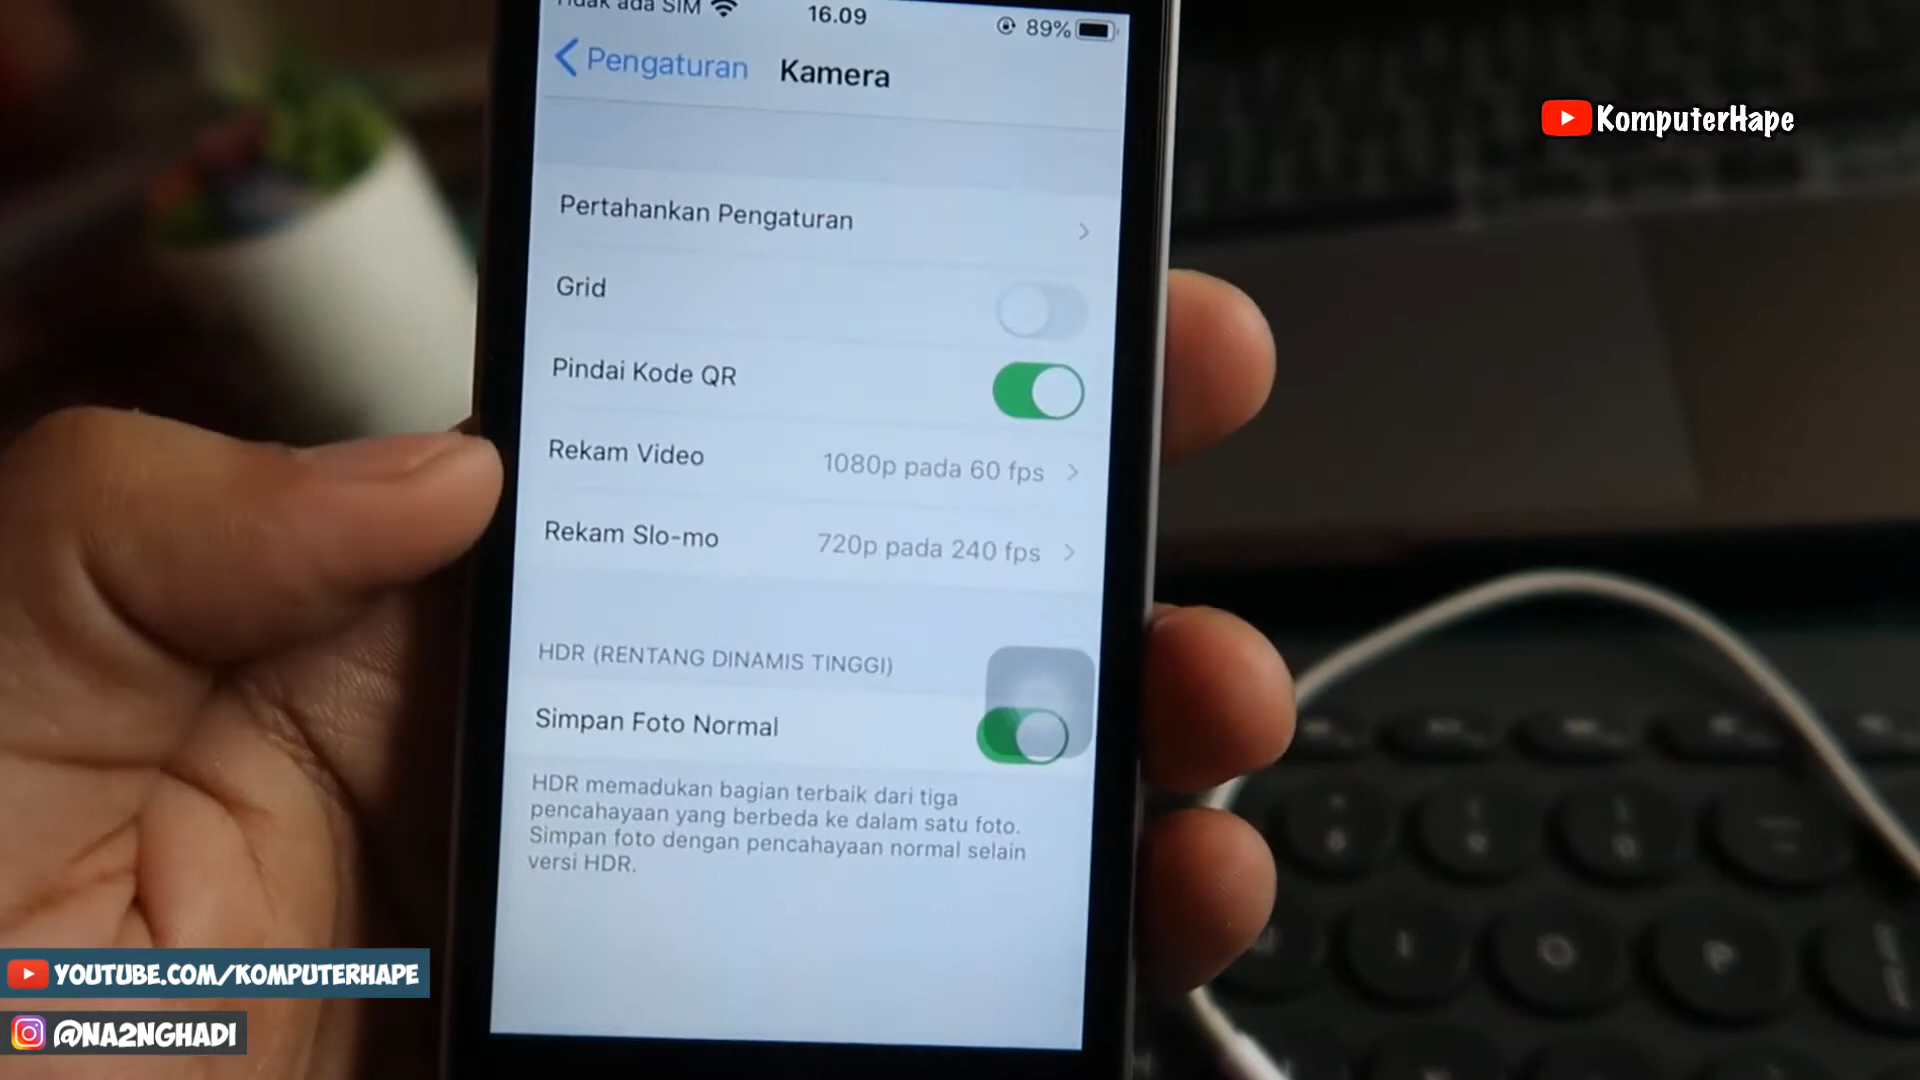 ada SIM 16.09 89%
Pengaturan Kamera
KomputerHape
Pertahankan Pengaturan
Grid
Pindai Kode QR
Rekam Video 1080p pada 60 fps
Rekam Slo-mo 720p pada 240 fps
HDR (RENTANG DINAMIS TINGGI)
Simpan Foto Normal
HDR memadukan bagian terbaik dari tiga
pencahayaan yang berbeda ke dalam satu foto.
Simpan foto dengan pencahayaan normal selain
versi HDR.
YOUTUBE.COM/KOMPUTERHAPE
@NA2NGHADI